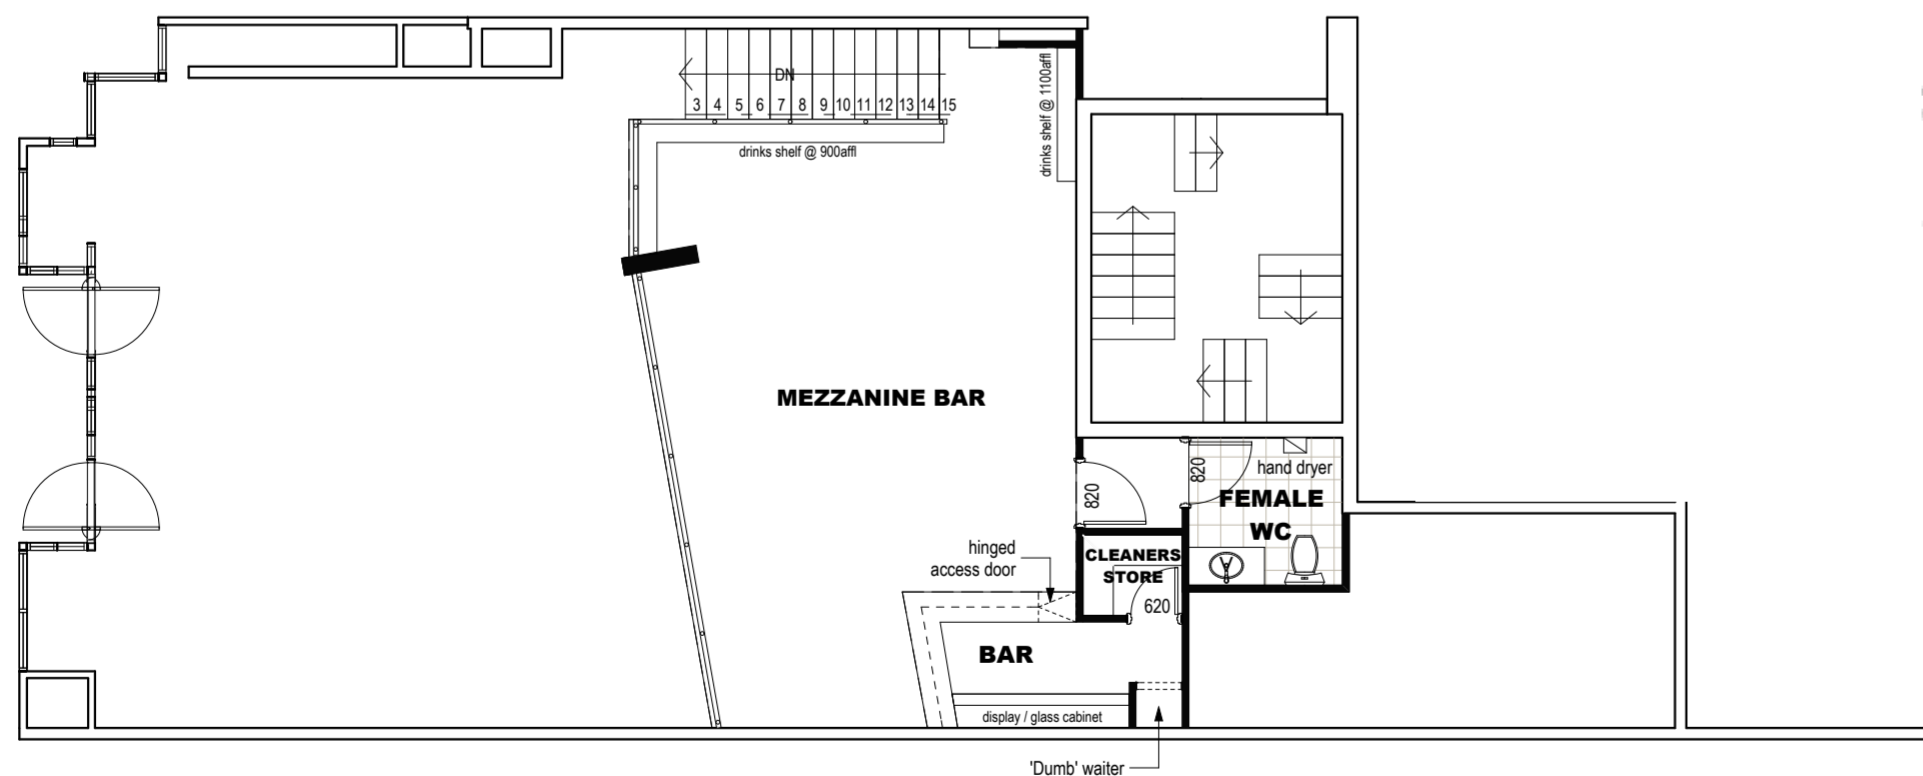 DN
3 4 5 6 7 8 9 10 11 12 13 14 15
drinks shelf @ 900affl
drinks shelf @ 1100affl
MEZZANINE BAR
820
820
hand dryer
FEMALE
WC
hinged
access door
CLEANERS
STORE
620
BAR
display / glass cabinet
'Dumb' waiter